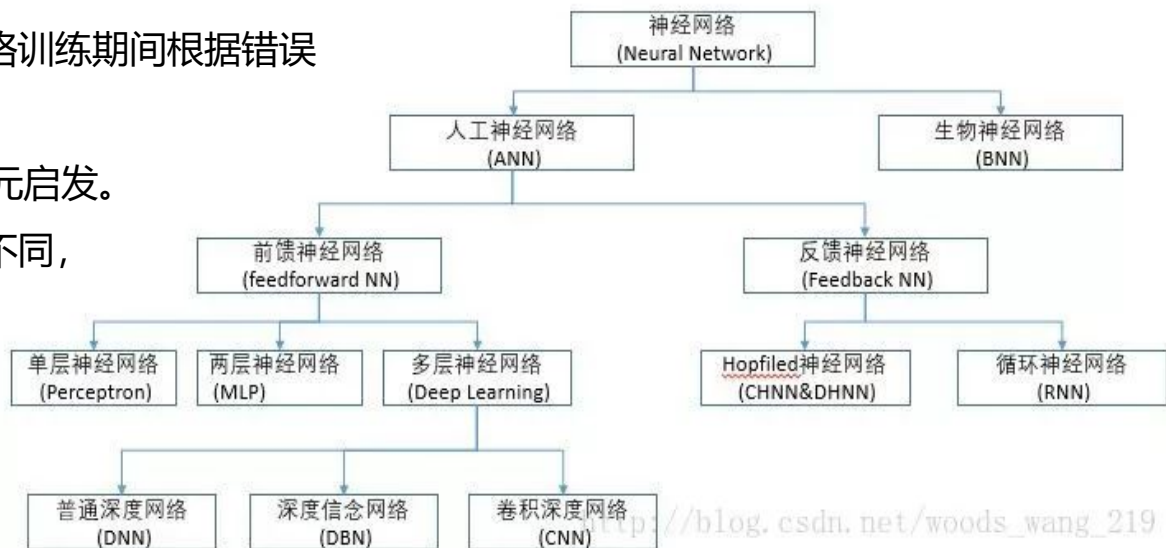 络训练期间根据错误
元启发。
不同，
神经网络
(Neural Network)
人工神经网络
(ANN)
生物神经网络
(BNN)
前馈神经网络
(feedforward NN)
反馈神经网络
(Feedback NN)
单层神经网络
(Perceptron)
两层神经网络
(MLP)
多层神经网络
(Deep Learning)
Hopfiled神经网络
(CHNN&DHNN)
循环神经网络
(RNN)
普通深度网络
(DNN)
深度信念网络
(DBN)
卷积深度网络
(CNN)
http://blog.csdn.net/woods_wang_219